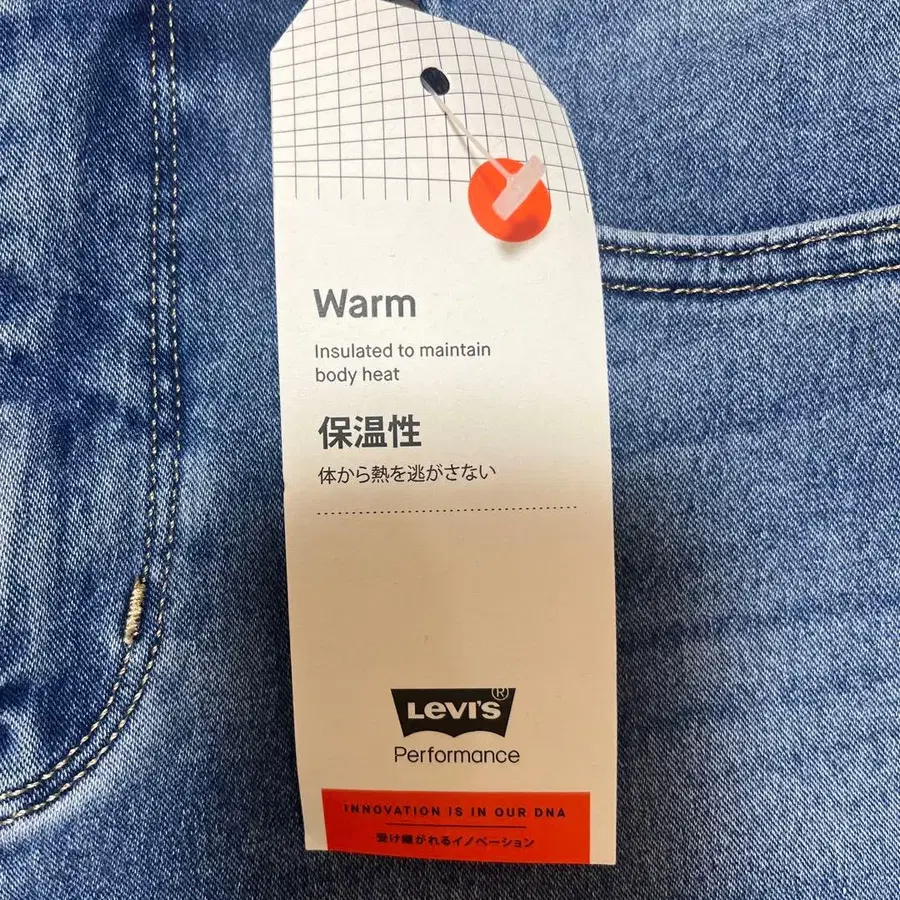 Warm
Insulated to maintain
body heat
保温性
体から熱を逃がさない
LEVI'S®
Performance
INNOVATION IS IN OUR DNA
受け継がれるイノベーション